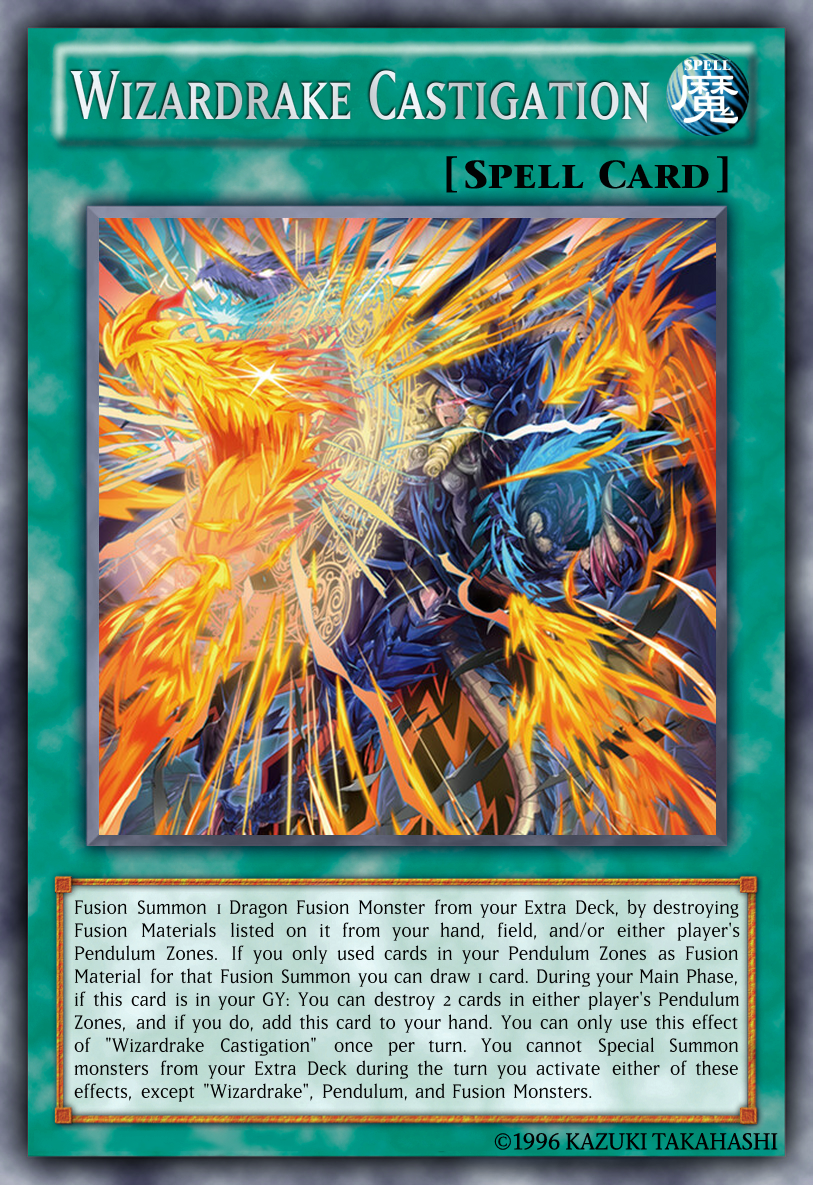 Wizardrake Castigation
SPELL
魔
[Spell Card]
Fusion Summon 1 Dragon Fusion Monster from your Extra Deck, by destroying
Fusion Materials listed on it from your hand, field, and/or either player's
Pendulum Zones. If you only used cards in your Pendulum Zones as Fusion
Material for that Fusion Summon you can draw 1 card. During your Main Phase,
if this card is in your GY: You can destroy 2 cards in either player's Pendulum
Zones, and if you do, add this card to your hand. You can only use this effect
of "Wizardrake Castigation" once per turn. You cannot Special Summon
monsters from your Extra Deck during the turn you activate either of these
effects, except "Wizardrake", Pendulum, and Fusion Monsters.
©1996 KAZUKI TAKAHASHI